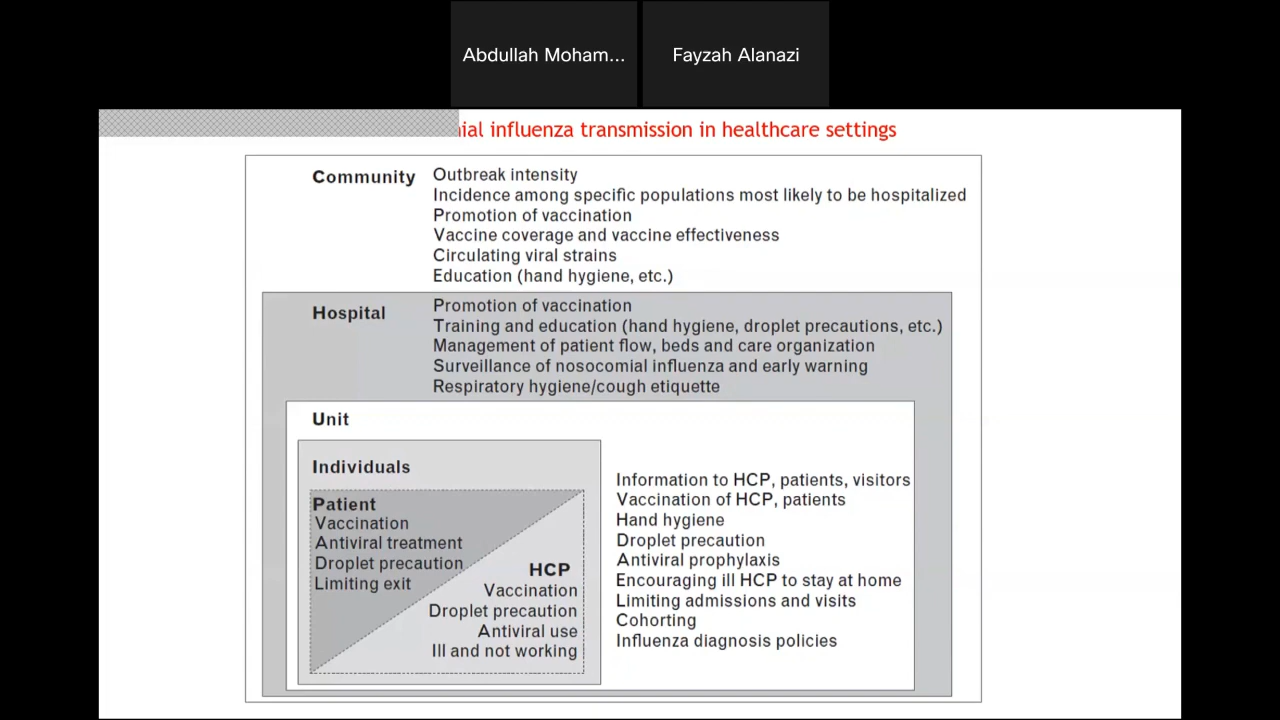 Abdullah Moham...
Fayzah Alanazi
influenza transmission in healthcare settings
Community
Outbreak intensity
Incidence among specific populations most likely to be hospitalized
Promotion of vaccination
Vaccine coverage and vaccine effectiveness
Circulating viral strains
Education (hand hygiene, etc.)
Hospital
Promotion of vaccination
Training and education (hand hygiene, droplet precautions, etc.)
Management of patient flow, beds and care organization
Surveillance of nosocomial influenza and early warning
Respiratory hygiene/cough etiquette
Unit
Individuals
Patient
Vaccination
Antiviral treatment
Droplet precaution
Limiting exit
HCP
Vaccination
Droplet precaution
Antiviral use
Ill and not working
Information to HCP, patients, visitors
Vaccination of HCP, patients
Hand hygiene
Droplet precaution
Antiviral prophylaxis
Encouraging ill HCP to stay at home
Limiting admissions and visits
Cohorting
Influenza diagnosis policies